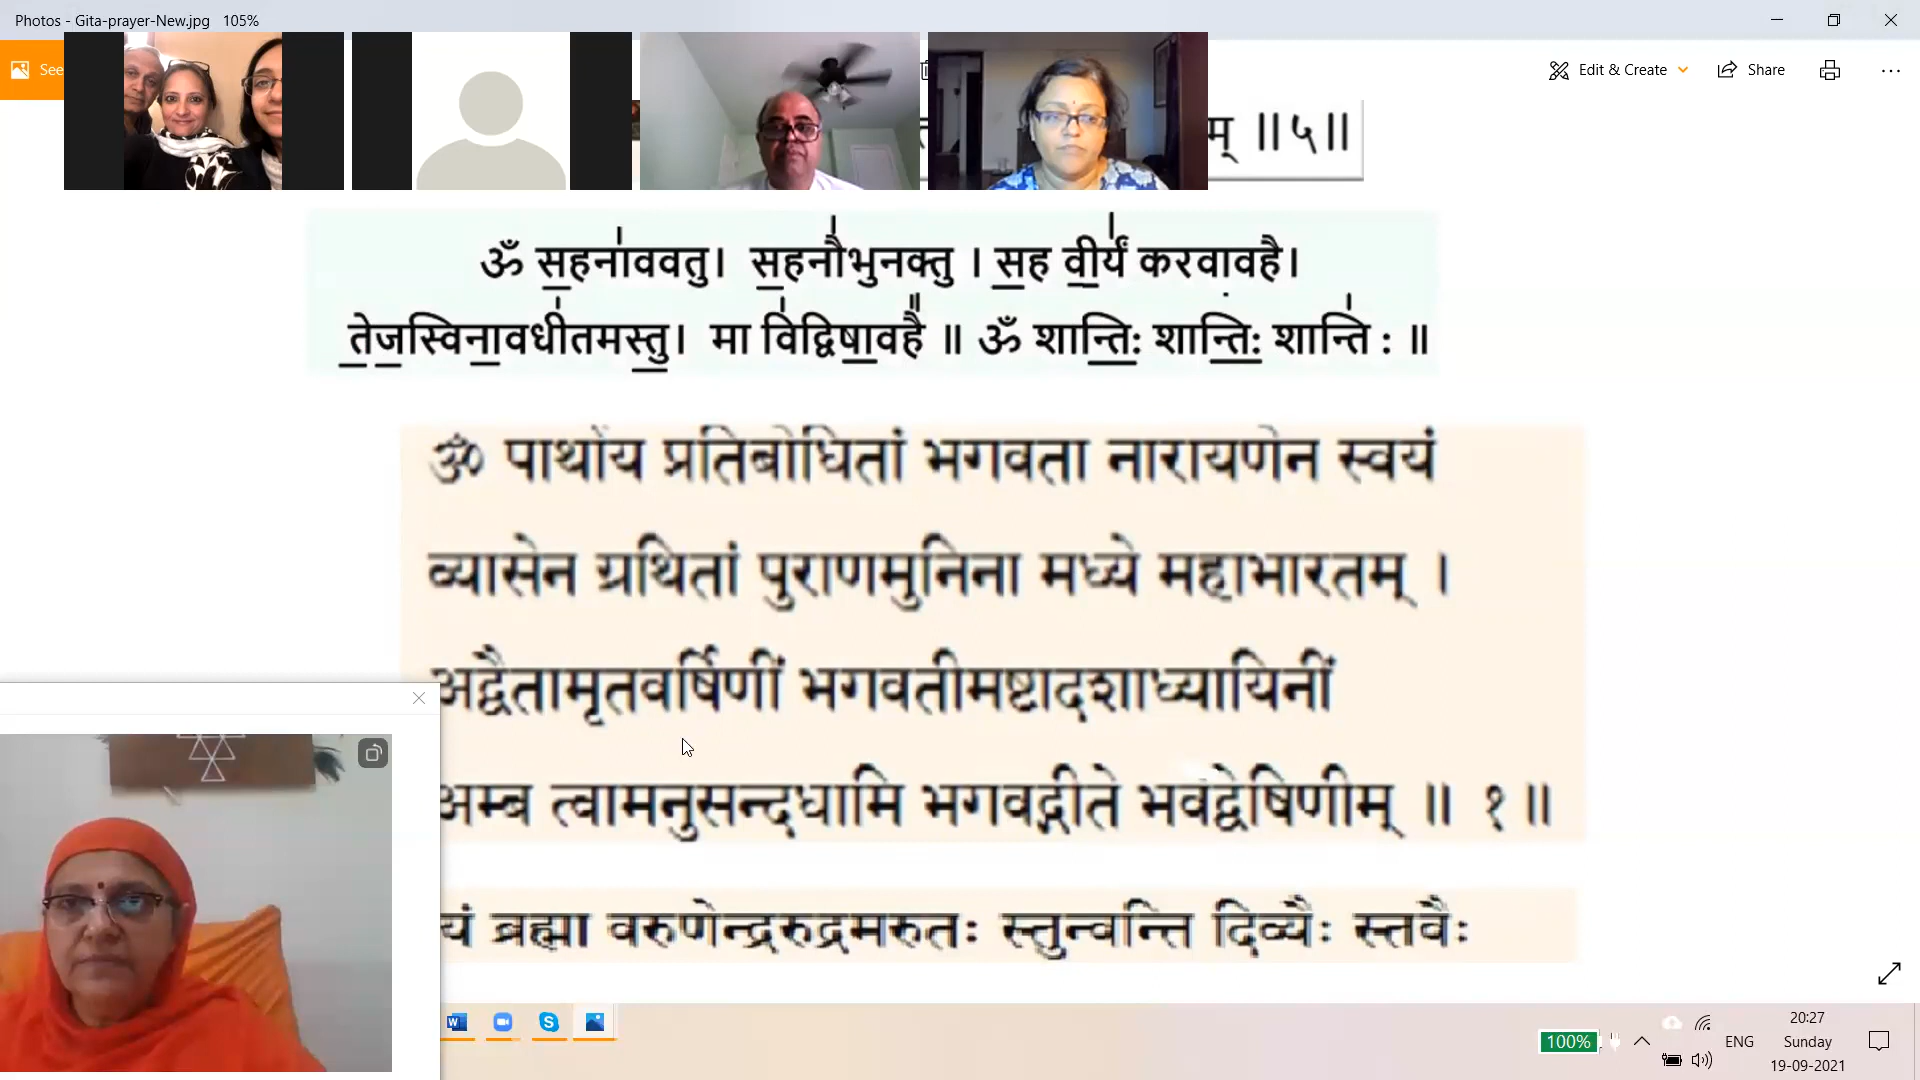 Photos - Gita-prayer-New.jpg 105%
See
Edit & Create
Share
म् ॥५॥
ॐ सहनाववतु। सहनौभुनक्तु । सह वीर्यं करवावहै।
तेजस्विनावधीतमस्तु। मा विद्विषावहै ॥ ॐ शान्तिः शान्तिः शान्ति : ॥
ॐ पार्थाय प्रतिबोधितां भगवता नारायणेन स्वयं
व्यासेन ग्रथितां पुराणमुनिना मध्ये महाभारतम् ।
अद्वैतामृतवर्षिणीं भगवतीमष्टादशाध्यायिनीं
अम्ब त्वामनुसन्दधामि भगवद्गीते भवद्वेषिणीम् ॥ १॥
यं ब्रह्मा वरुणेन्द्ररुद्रमरुतः स्तुन्वन्ति दिव्यैः स्तवैः
100%
ENG
20:27
Sunday
19-09-2021